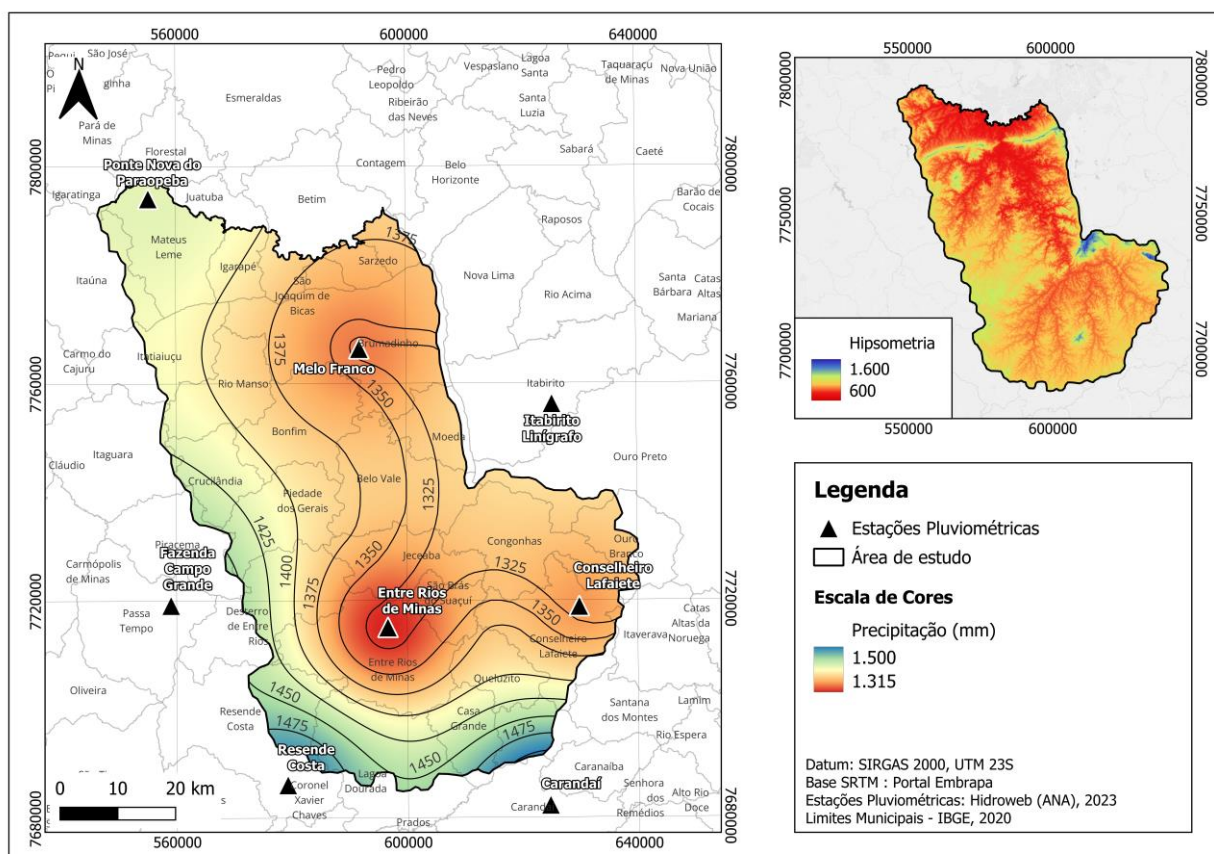 560000
600000
640000
N
Pequi
São José
ginha
Pi
Pará de
Minas
Florestal
Esmeraldas
Pedro
Leopoldo
Ribeirão
das Neves
Vespasiano
Lagoa
Santa
Santa
Luzia
Taquaraçu
de Minas
Nova União
7800000
Ponte Nova do
Paraopeba
Igaratinga
Juatuba
Betim
Contagem
Belo
Horizonte
Sabará
Caeté
Barão de
Cocais
Raposos
Mateus
Leme
Igarapé
Sarzedo
1375
Itaúna
São
Joaquim de
Bicas
Nova Lima
Rio Acima
Santa
Bárbara
Catas
Altas
Mariana
Carmo do
Cajuru
Itatiaiuçu
1375
Brumadinho
Melo Franco
7760000
Rio Manso
1350
Itabirito
Itabirito
Linígrafo
Bonfim
Moeda
Ouro Preto
Cláudio
Itaguara
Crucilândia
Piedade
dos Gerais
Belo Vale
1325
1425
1400
1375
1350
Piracema
Fazenda
Campo
Grande
Carmópolis
de Minas
Passa
Tempo
Jeceaba
Congonhas
1325
Ouro
Branco
Conselheiro
Lafaiete
1350
São Brás
do Suaçuí
Entre Rios
de Minas
7720000
Desterro
de Entre
Rios
Catas
Altas da
Noruega
Itaverava
Conselheiro
Lafaiete
Entre Rios
de Minas
Queluzito
Oliveira
1450
Resende
Costa
1475
Casa
Grande
1475
1450
Santana
dos Montes
Lamim
Rio Espera
Resende
Costa
Coronel
Xavier
Chaves
Lagoa
Dourada
Prados
Carandaí
Carandaí
Caranaíba
Senhora
dos
Remédios
Alto Rio
Doce
7680000
0
10
20 km
560000
600000
640000
550000
600000
7800000
7750000
7700000
Hipsometria
1.600
600
550000
600000
Legenda
Estações Pluviométricas
Área de estudo
Escala de Cores
Precipitação (mm)
1.500
1.315
Datum: SIRGAS 2000, UTM 23S
Base SRTM : Portal Embrapa
Estações Pluviométricas: Hidroweb (ANA), 2023
Limites Municipais - IBGE, 2020